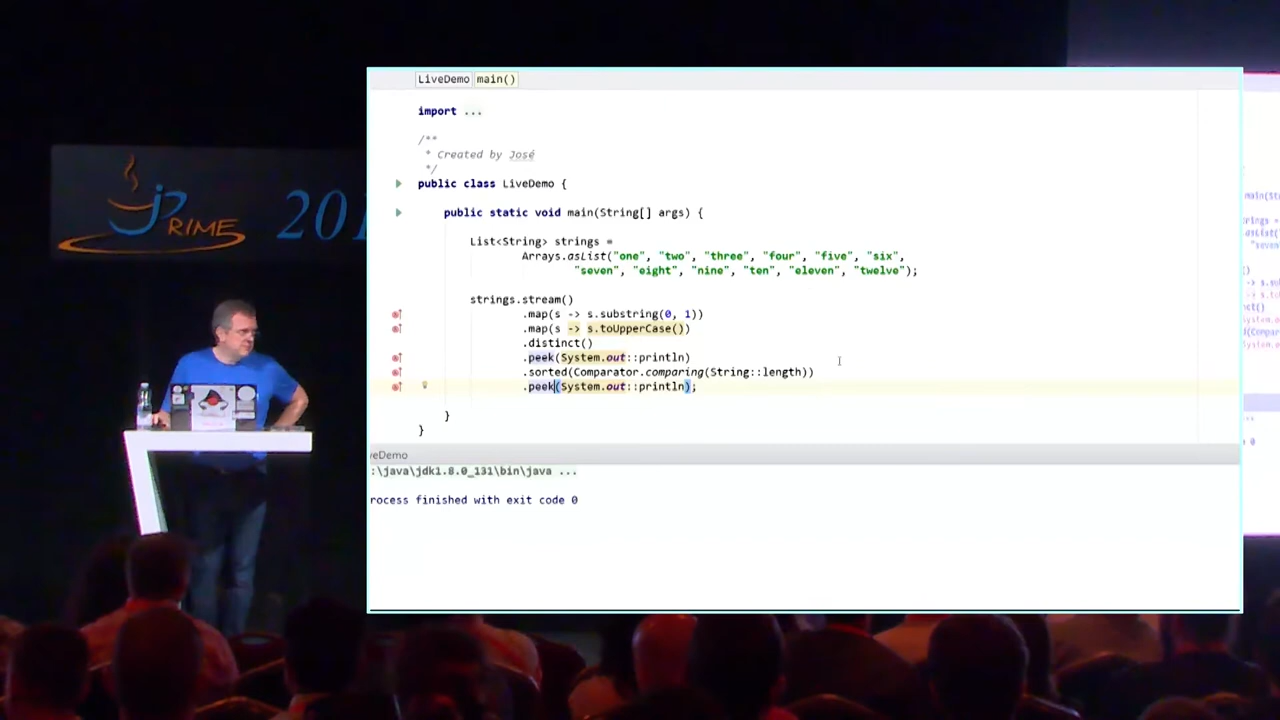 LiveDemo main()
import ...
/**
* Created by José
*/
public class LiveDemo {
public static void main(String[] args) {
List<String> strings =
Arrays.asList("one", "two", "three", "four", "five", "six",
"seven", "eight", "nine", "ten", "eleven", "twelve");
strings.stream()
.map(s -> s.substring(0, 1))
.map(s -> s.toUpperCase())
.distinct()
.peek(System.out::println)
.sorted(Comparator.comparing(String::length))
.peek(System.out::println);
}
}
veDemo
:\java\jdk1.8.0_131\bin\java ...
rocess finished with exit code 0
jPRIME 201